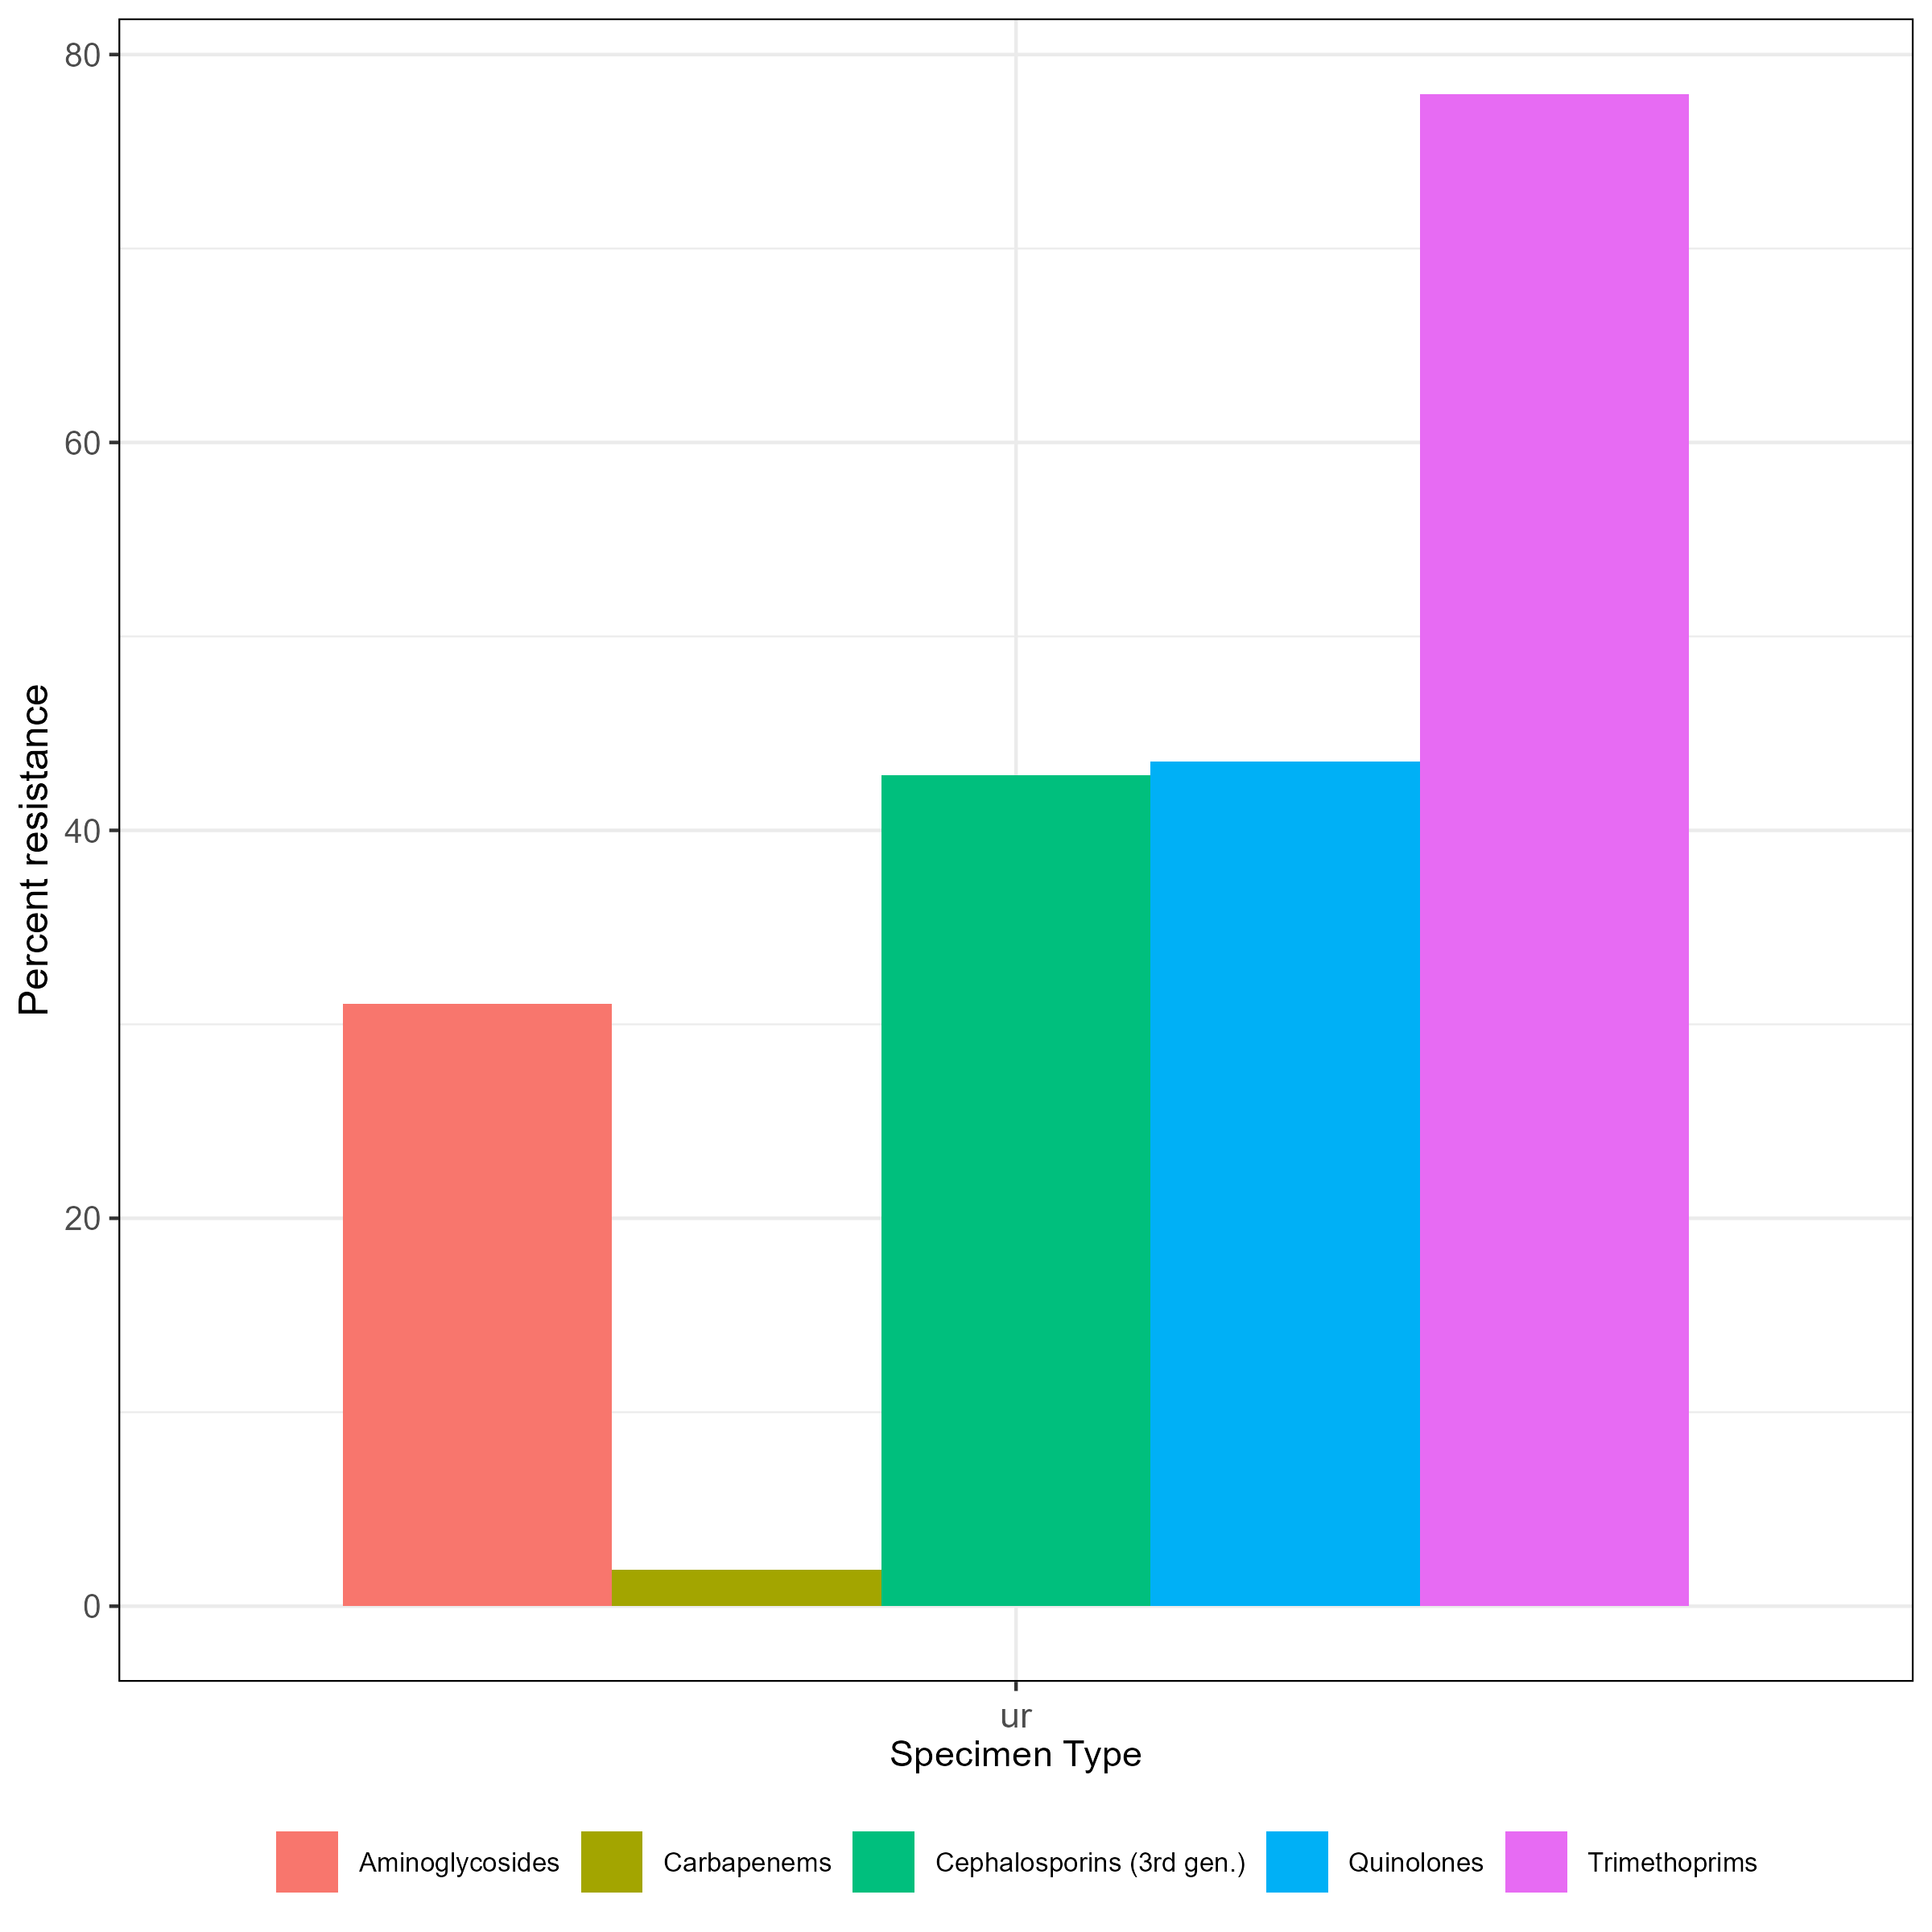 Percent resistance
80
60
40
20
0
ur
Specimen Type
Aminoglycosides Carbapenems Cephalosporins (3rd gen.) Quinolones Trimethoprims